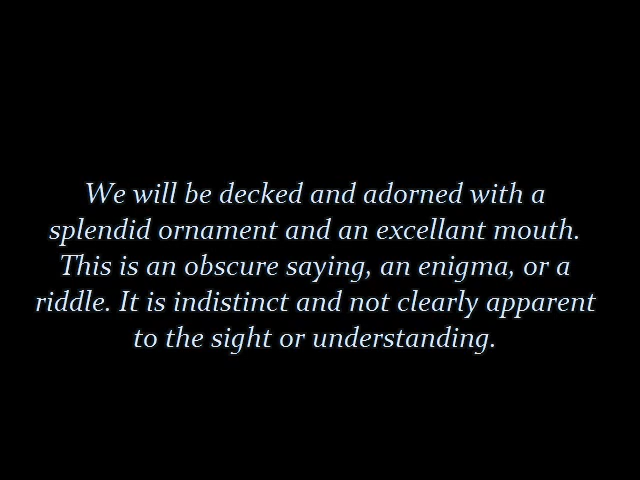 We will be decked and adorned with a
splendid ornament and an excellant mouth.
This is an obscure saying, an enigma, or a
riddle. It is indistinct and not clearly apparent
to the sight or understanding.